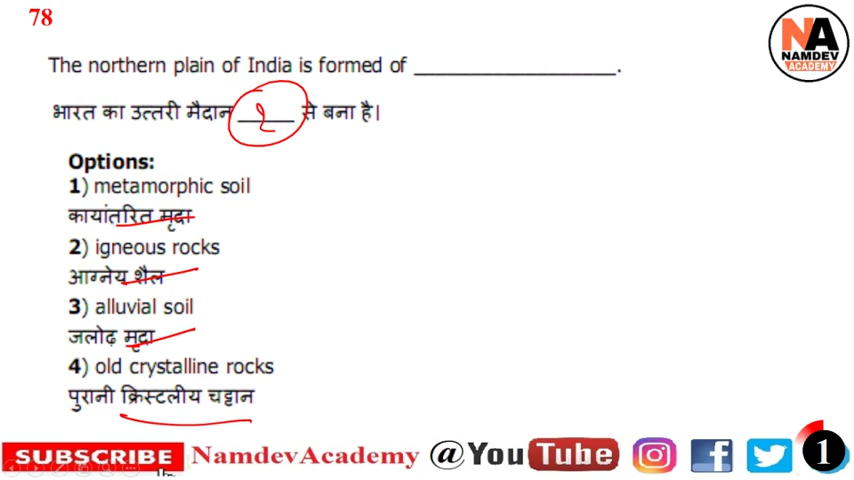 78
NA
NAMDEV
ACADEMY
The northern plain of India is formed of ____________________.
भारत का उत्तरी मैदान ______ से बना है।
Options:
1) metamorphic soil
कायांतरित मृदा
2) igneous rocks
आग्नेय शैल
3) alluvial soil
जलोढ़ मृदा
4) old crystalline rocks
पुरानी क्रिस्टलीय चट्टान
SUBSCRIBE NamdevAcademy @YouTube 1